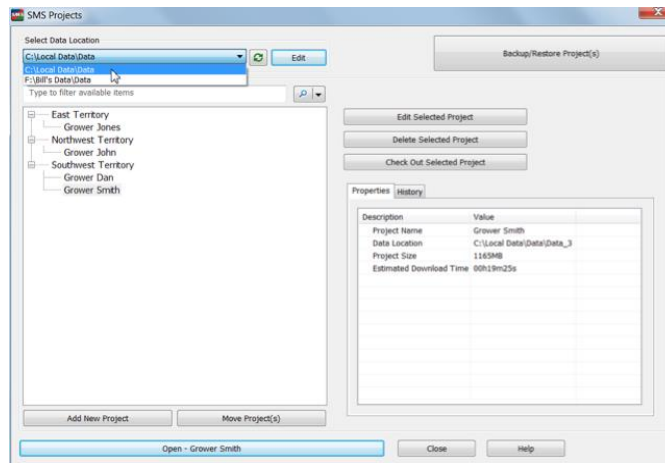 SMS Projects
Select Data Location
C:\Local Data\Data
Edit
Backup/Restore Project(s)
C:\Local Data\Data
F:\Bill's Data\Data
Type to filter available items
East Territory
Grower Jones
Northwest Territory
Grower John
Southwest Territory
Grower Dan
Grower Smith
Edit Selected Project
Delete Selected Project
Check Out Selected Project
Properties History
Description Value
Project Name Grower Smith
Data Location C:\Local Data\Data\Data_3
Project Size 1165MB
Estimated Download Time 00h19m25s
Add New Project Move Project(s)
Open - Grower Smith Close Help